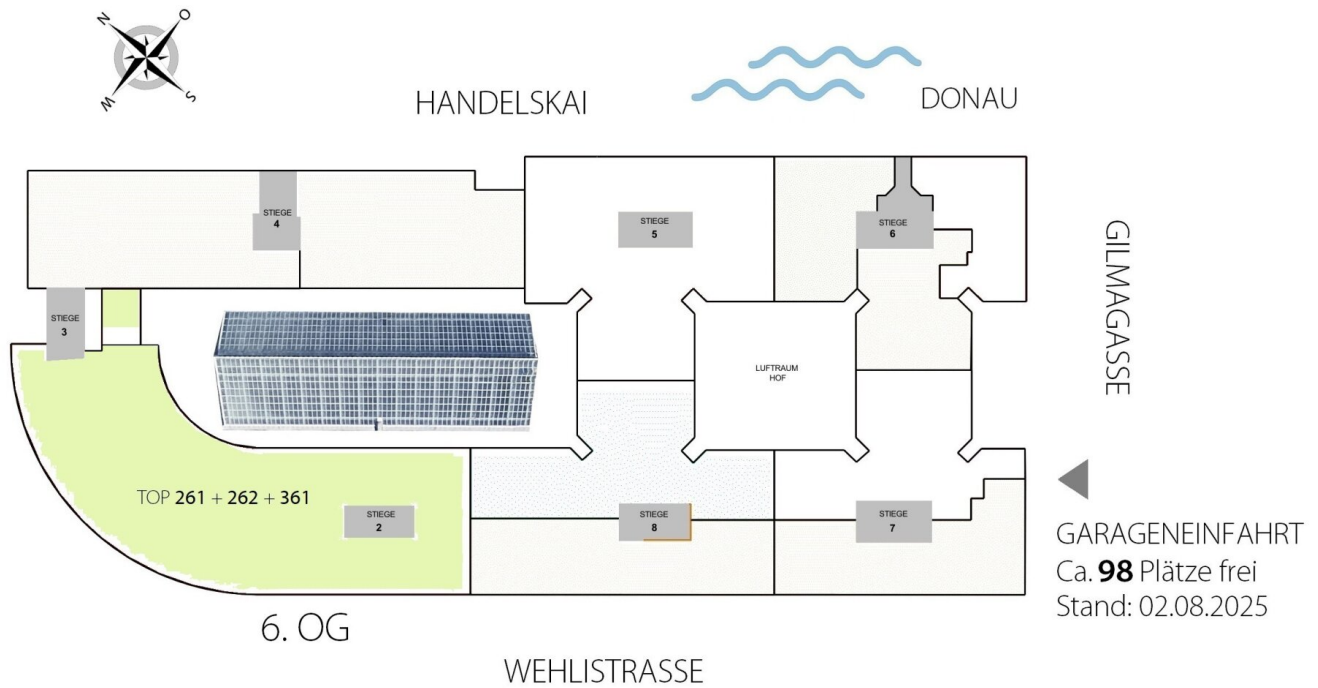 N
O
W
S
HANDELSKAI
DONAU
STIEGE
4
STIEGE
5
STIEGE
6
GILMAGASSE
STIEGE
3
LUFTRAUM
HOF
TOP 261 + 262 + 361
STIEGE
2
STIEGE
8
STIEGE
7
GARAGENEINFAHRT
Ca. 98 Plätze frei
Stand: 02.08.2025
6. OG
WEHLISTRASSE